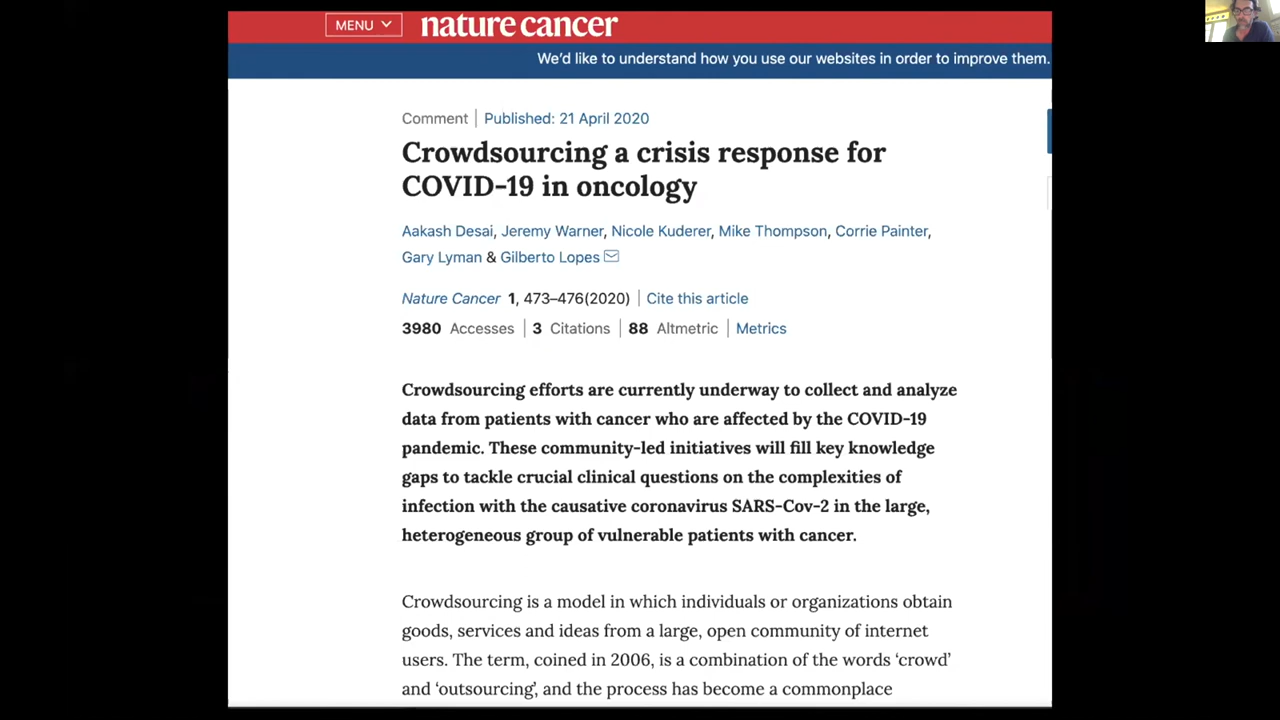 MENU nature cancer
We'd like to understand how you use our websites in order to improve them.
Comment | Published: 21 April 2020
Crowdsourcing a crisis response for
COVID-19 in oncology
Aakash Desai, Jeremy Warner, Nicole Kuderer, Mike Thompson, Corrie Painter,
Gary Lyman & Gilberto Lopes
Nature Cancer 1, 473–476(2020) | Cite this article
3980 Accesses | 3 Citations | 88 Altmetric | Metrics
Crowdsourcing efforts are currently underway to collect and analyze
data from patients with cancer who are affected by the COVID-19
pandemic. These community-led initiatives will fill key knowledge
gaps to tackle crucial clinical questions on the complexities of
infection with the causative coronavirus SARS-Cov-2 in the large,
heterogeneous group of vulnerable patients with cancer.
Crowdsourcing is a model in which individuals or organizations obtain
goods, services and ideas from a large, open community of internet
users. The term, coined in 2006, is a combination of the words ‘crowd’
and ‘outsourcing’, and the process has become a commonplace